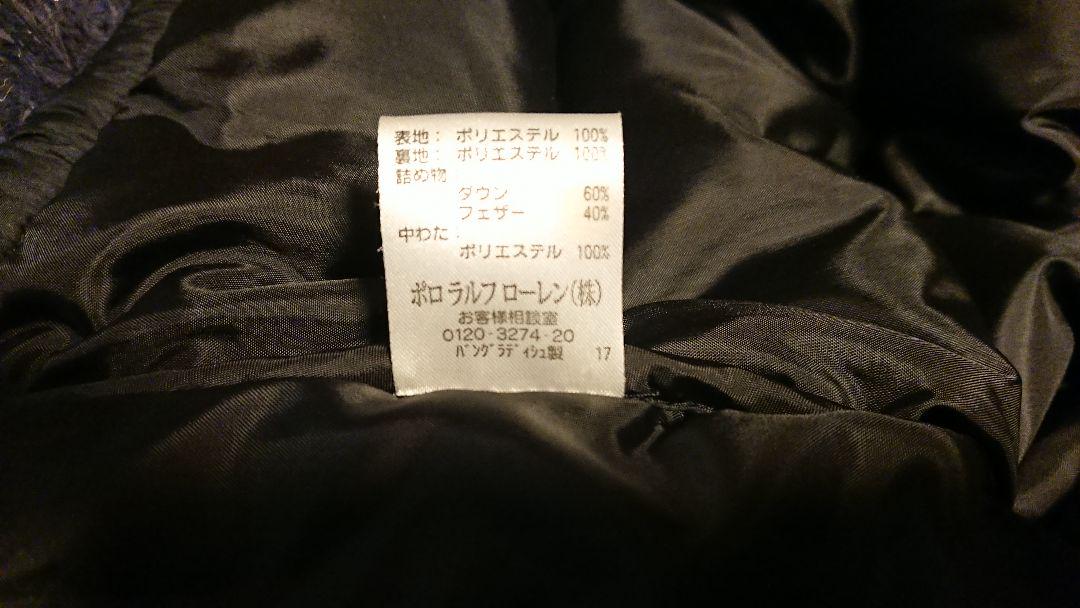 表地： ポリエステル 100%
裏地： ポリエステル 100%
詰め物
ダウン 60%
フェザー 40%
中わた：
ポリエステル 100%
ポロ ラルフ ローレン(株)
お客様相談室
0120-3274-20
ﾊﾞﾝｸﾞﾗﾃﾞｨｼｭ製 17